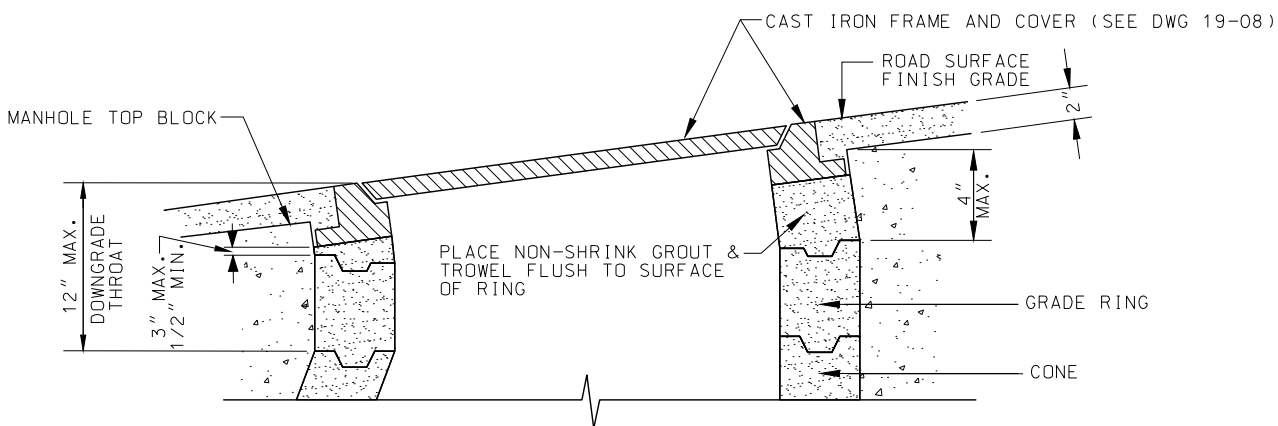 CAST IRON FRAME AND COVER (SEE DWG 19-08)
ROAD SURFACE
FINISH GRADE
2"
MANHOLE TOP BLOCK
12" MAX.
DOWNGRADE
THROAT
3" MAX.
1/2" MIN.
4"
MAX.
PLACE NON-SHRINK GROUT &
TROWEL FLUSH TO SURFACE
OF RING
GRADE RING
CONE